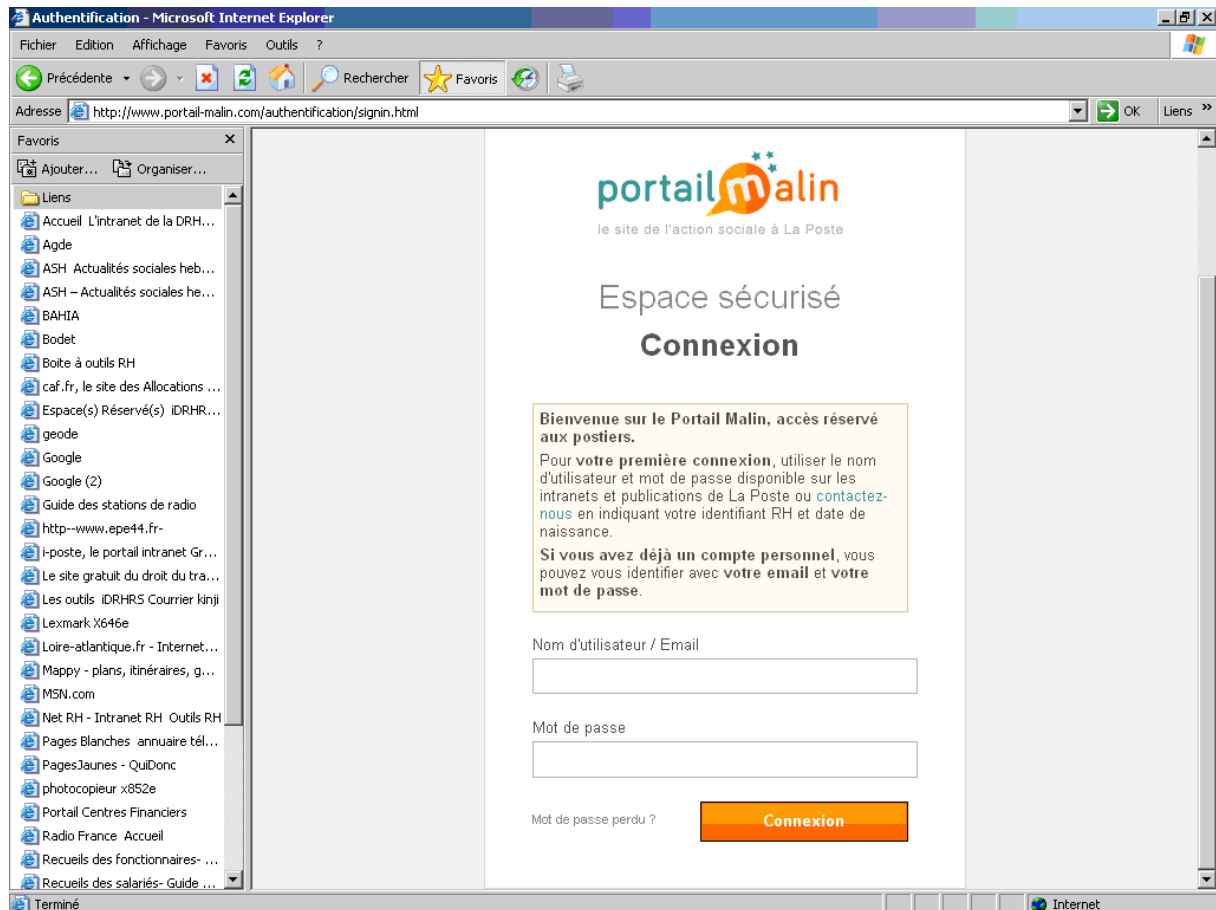 Authentification - Microsoft Internet Explorer
Fichier Edition Affichage Favoris Outils ?
Précédente Rechercher Favoris
Adresse http://www.portail-malin.com/authentification/signin.html OK Liens »
Favoris x
Ajouter... Organiser...
Liens
Accueil L'intranet de la DRH...
Agde
ASH Actualités sociales heb...
ASH – Actualités sociales he...
BAHIA
Bodet
Boite à outils RH
caf.fr, le site des Allocations ...
Espace(s) Réservé(s) iDRHR...
geode
Google
Google (2)
Guide des stations de radio
http--www.epe44.fr-
i-poste, le portail intranet Gr...
Le site gratuit du droit du tra...
Les outils iDRHRS Courrier kinji
Lexmark X646e
Loire-atlantique.fr - Internet...
Mappy - plans, itinéraires, g...
MSN.com
Net RH - Intranet RH Outils RH
Pages Blanches annuaire tél...
PagesJaunes - QuiDonc
photocopieur x852e
Portail Centres Financiers
Radio France Accueil
Recueils des fonctionnaires- ...
Recueils des salariés- Guide ...
portail malin
le site de l'action sociale à La Poste
Espace sécurisé
Connexion
Bienvenue sur le Portail Malin, accès réservé
aux postiers.
Pour votre première connexion, utiliser le nom
d'utilisateur et mot de passe disponible sur les
intranets et publications de La Poste ou contactez-
nous en indiquant votre identifiant RH et date de
naissance.
Si vous avez déjà un compte personnel, vous
pouvez vous identifier avec votre email et votre
mot de passe.
Nom d'utilisateur / Email
Mot de passe
Mot de passe perdu ? Connexion
Terminé Internet